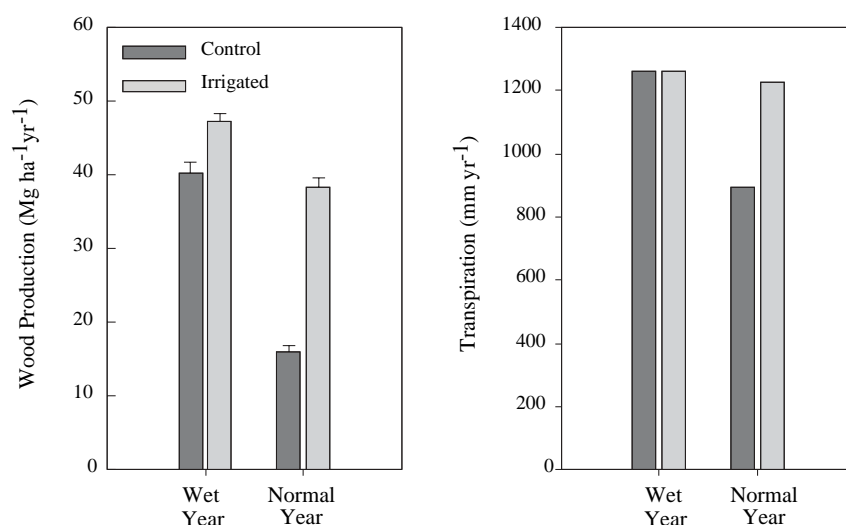 60
50
40
30
20
10
0
Wood Production (Mg ha-1yr-1)
Control
Irrigated
Wet
Year
Normal
Year
1400
1200
1000
800
600
400
200
0
Transpiration (mm yr-1)
Wet
Year
Normal
Year